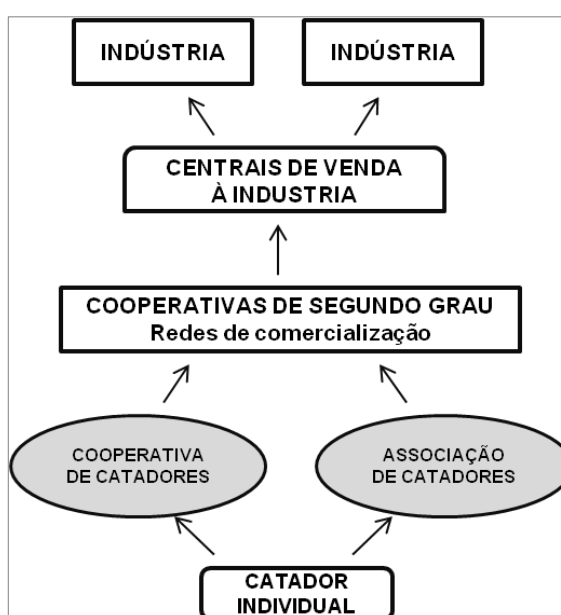 INDÚSTRIA INDÚSTRIA
CENTRAIS DE VENDA
À INDUSTRIA
COOPERATIVAS DE SEGUNDO GRAU
Redes de comercialização
COOPERATIVA
DE CATADORES
ASSOCIAÇÃO
DE CATADORES
CATADOR
INDIVIDUAL